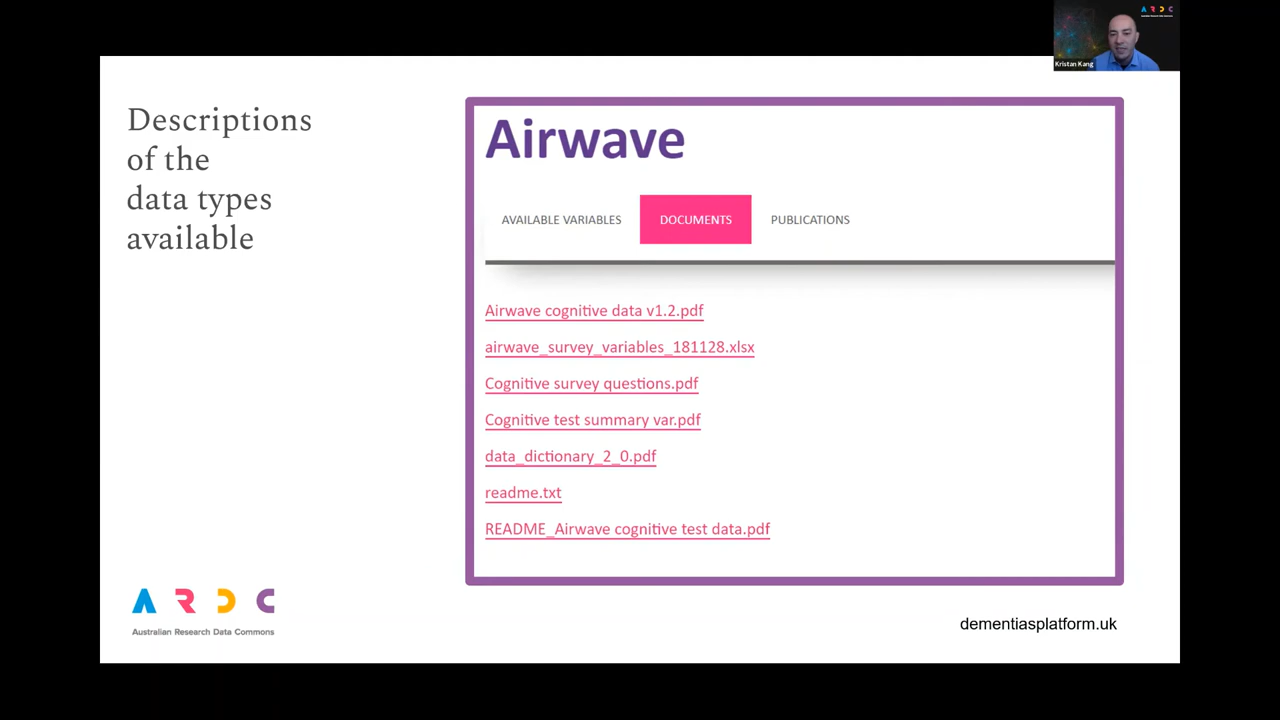 A R D C
Kristan Kang
Descriptions
of the
data types
available
Airwave
AVAILABLE VARIABLES
DOCUMENTS
PUBLICATIONS
Airwave cognitive data v1.2.pdf
airwave_survey_variables_181128.xlsx
Cognitive survey questions.pdf
Cognitive test summary var.pdf
data_dictionary_2_0.pdf
readme.txt
README_Airwave cognitive test data.pdf
A R D C
Australian Research Data Commons
dementiasplatform.uk